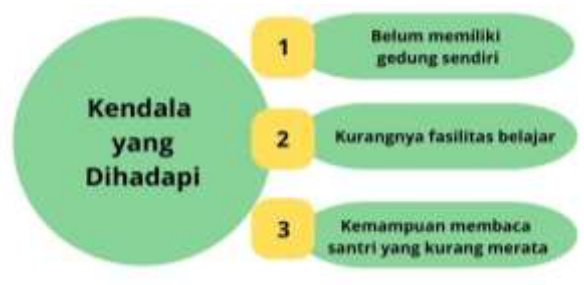 Kendala
yang
Dihadapi
1
Belum memiliki
gedung sendiri
2
Kurangnya fasilitas belajar
3
Kemampuan membaca
santri yang kurang merata